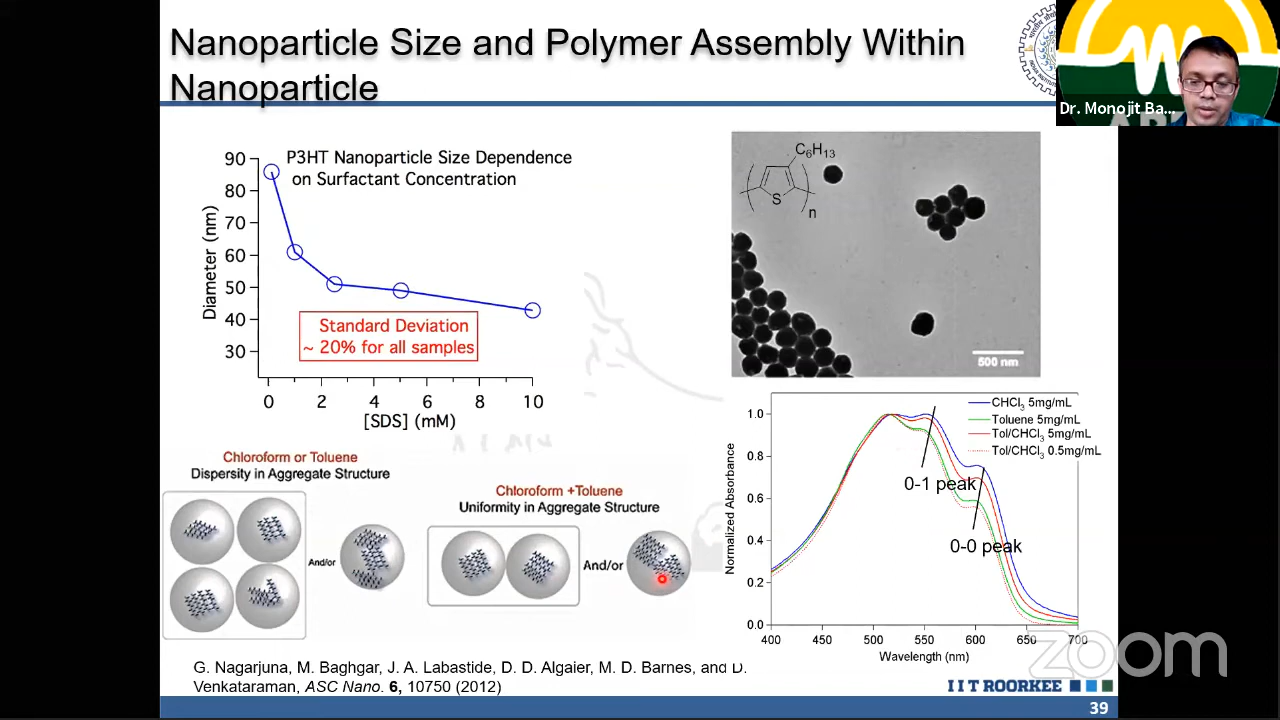 Nanoparticle Size and Polymer Assembly Within
Nanoparticle
Dr. Monojit Ba...
P3HT Nanoparticle Size Dependence
on Surfactant Concentration
90
80
70
60
50
40
30
Diameter (nm)
Standard Deviation
~ 20% for all samples
0 2 4 6 8 10
[SDS] (mM)
C6H13
S
n
500 nm
Chloroform or Toluene
Dispersity in Aggregate Structure
And/or
Chloroform +Toluene
Uniformity in Aggregate Structure
And/or
CHCl3 5mg/mL
Toluene 5mg/mL
Tol/CHCl3 5mg/mL
Tol/CHCl3 0.5mg/mL
1.0
0.8
0.6
0.4
0.2
0.0
Normalized Absorbance
0-1 peak
0-0 peak
400 450 500 550 600 650 700
Wavelength (nm)
zoom
G. Nagarjuna, M. Baghgar, J. A. Labastide, D. D. Algaier, M. D. Barnes, and D.
Venkataraman, ASC Nano. 6, 10750 (2012)
I I T ROORKEE
39